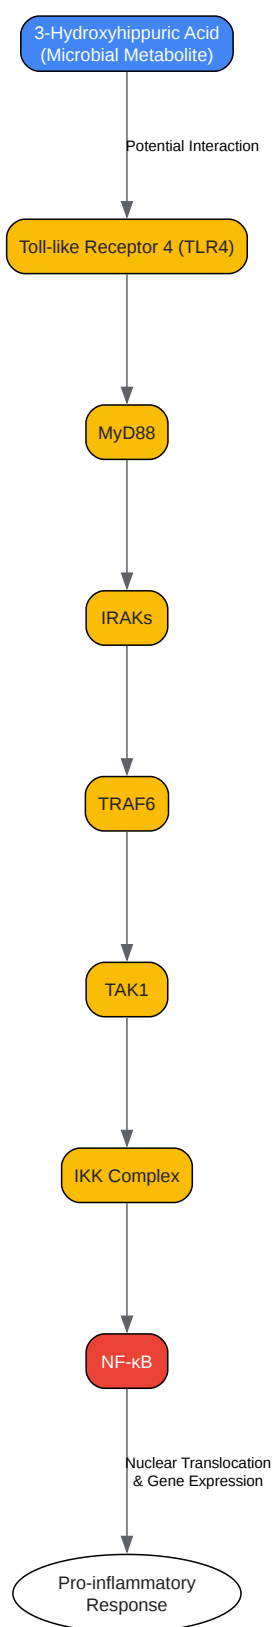 3-Hydroxyhippuric Acid
(Microbial Metabolite)
Potential Interaction
Toll-like Receptor 4 (TLR4)
MyD88
IRAKs
TRAF6
TAK1
IKK Complex
NF-κB
Nuclear Translocation
& Gene Expression
Pro-inflammatory
Response